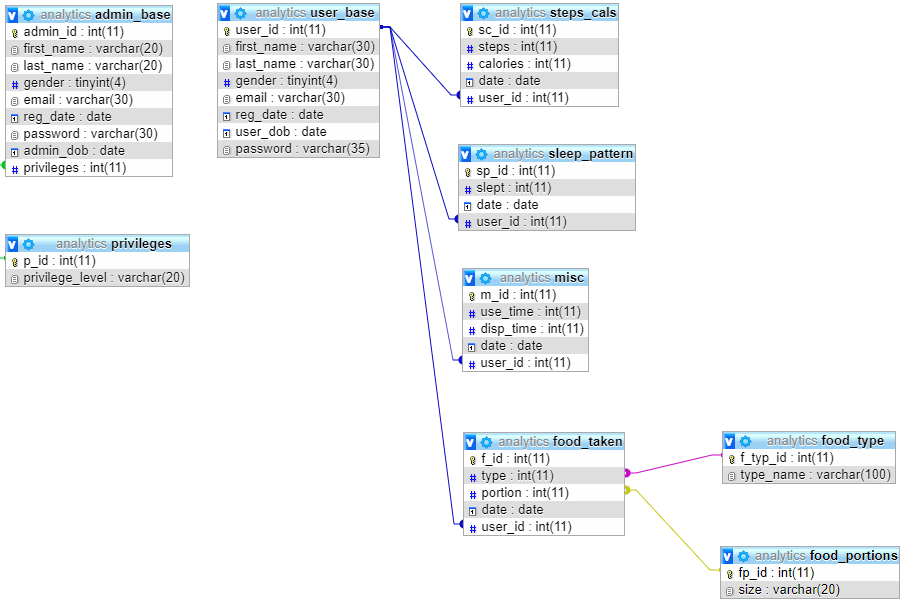 analytics admin_base
admin_id : int(11)
first_name : varchar(20)
last_name : varchar(20)
gender : tinyint(4)
email : varchar(30)
reg_date : date
password : varchar(30)
admin_dob : date
privileges : int(11)
analytics privileges
p_id : int(11)
privilege_level : varchar(20)
analytics user_base
user_id : int(11)
first_name : varchar(30)
last_name : varchar(30)
gender : tinyint(4)
email : varchar(30)
reg_date : date
user_dob : date
password : varchar(35)
analytics steps_cals
sc_id : int(11)
steps : int(11)
calories : int(11)
date : date
user_id : int(11)
analytics sleep_pattern
sp_id : int(11)
slept : int(11)
date : date
user_id : int(11)
analytics misc
m_id : int(11)
use_time : int(11)
disp_time : int(11)
date : date
user_id : int(11)
analytics food_taken
f_id : int(11)
type : int(11)
portion : int(11)
date : date
user_id : int(11)
analytics food_type
f_typ_id : int(11)
type_name : varchar(100)
analytics food_portions
fp_id : int(11)
size : varchar(20)